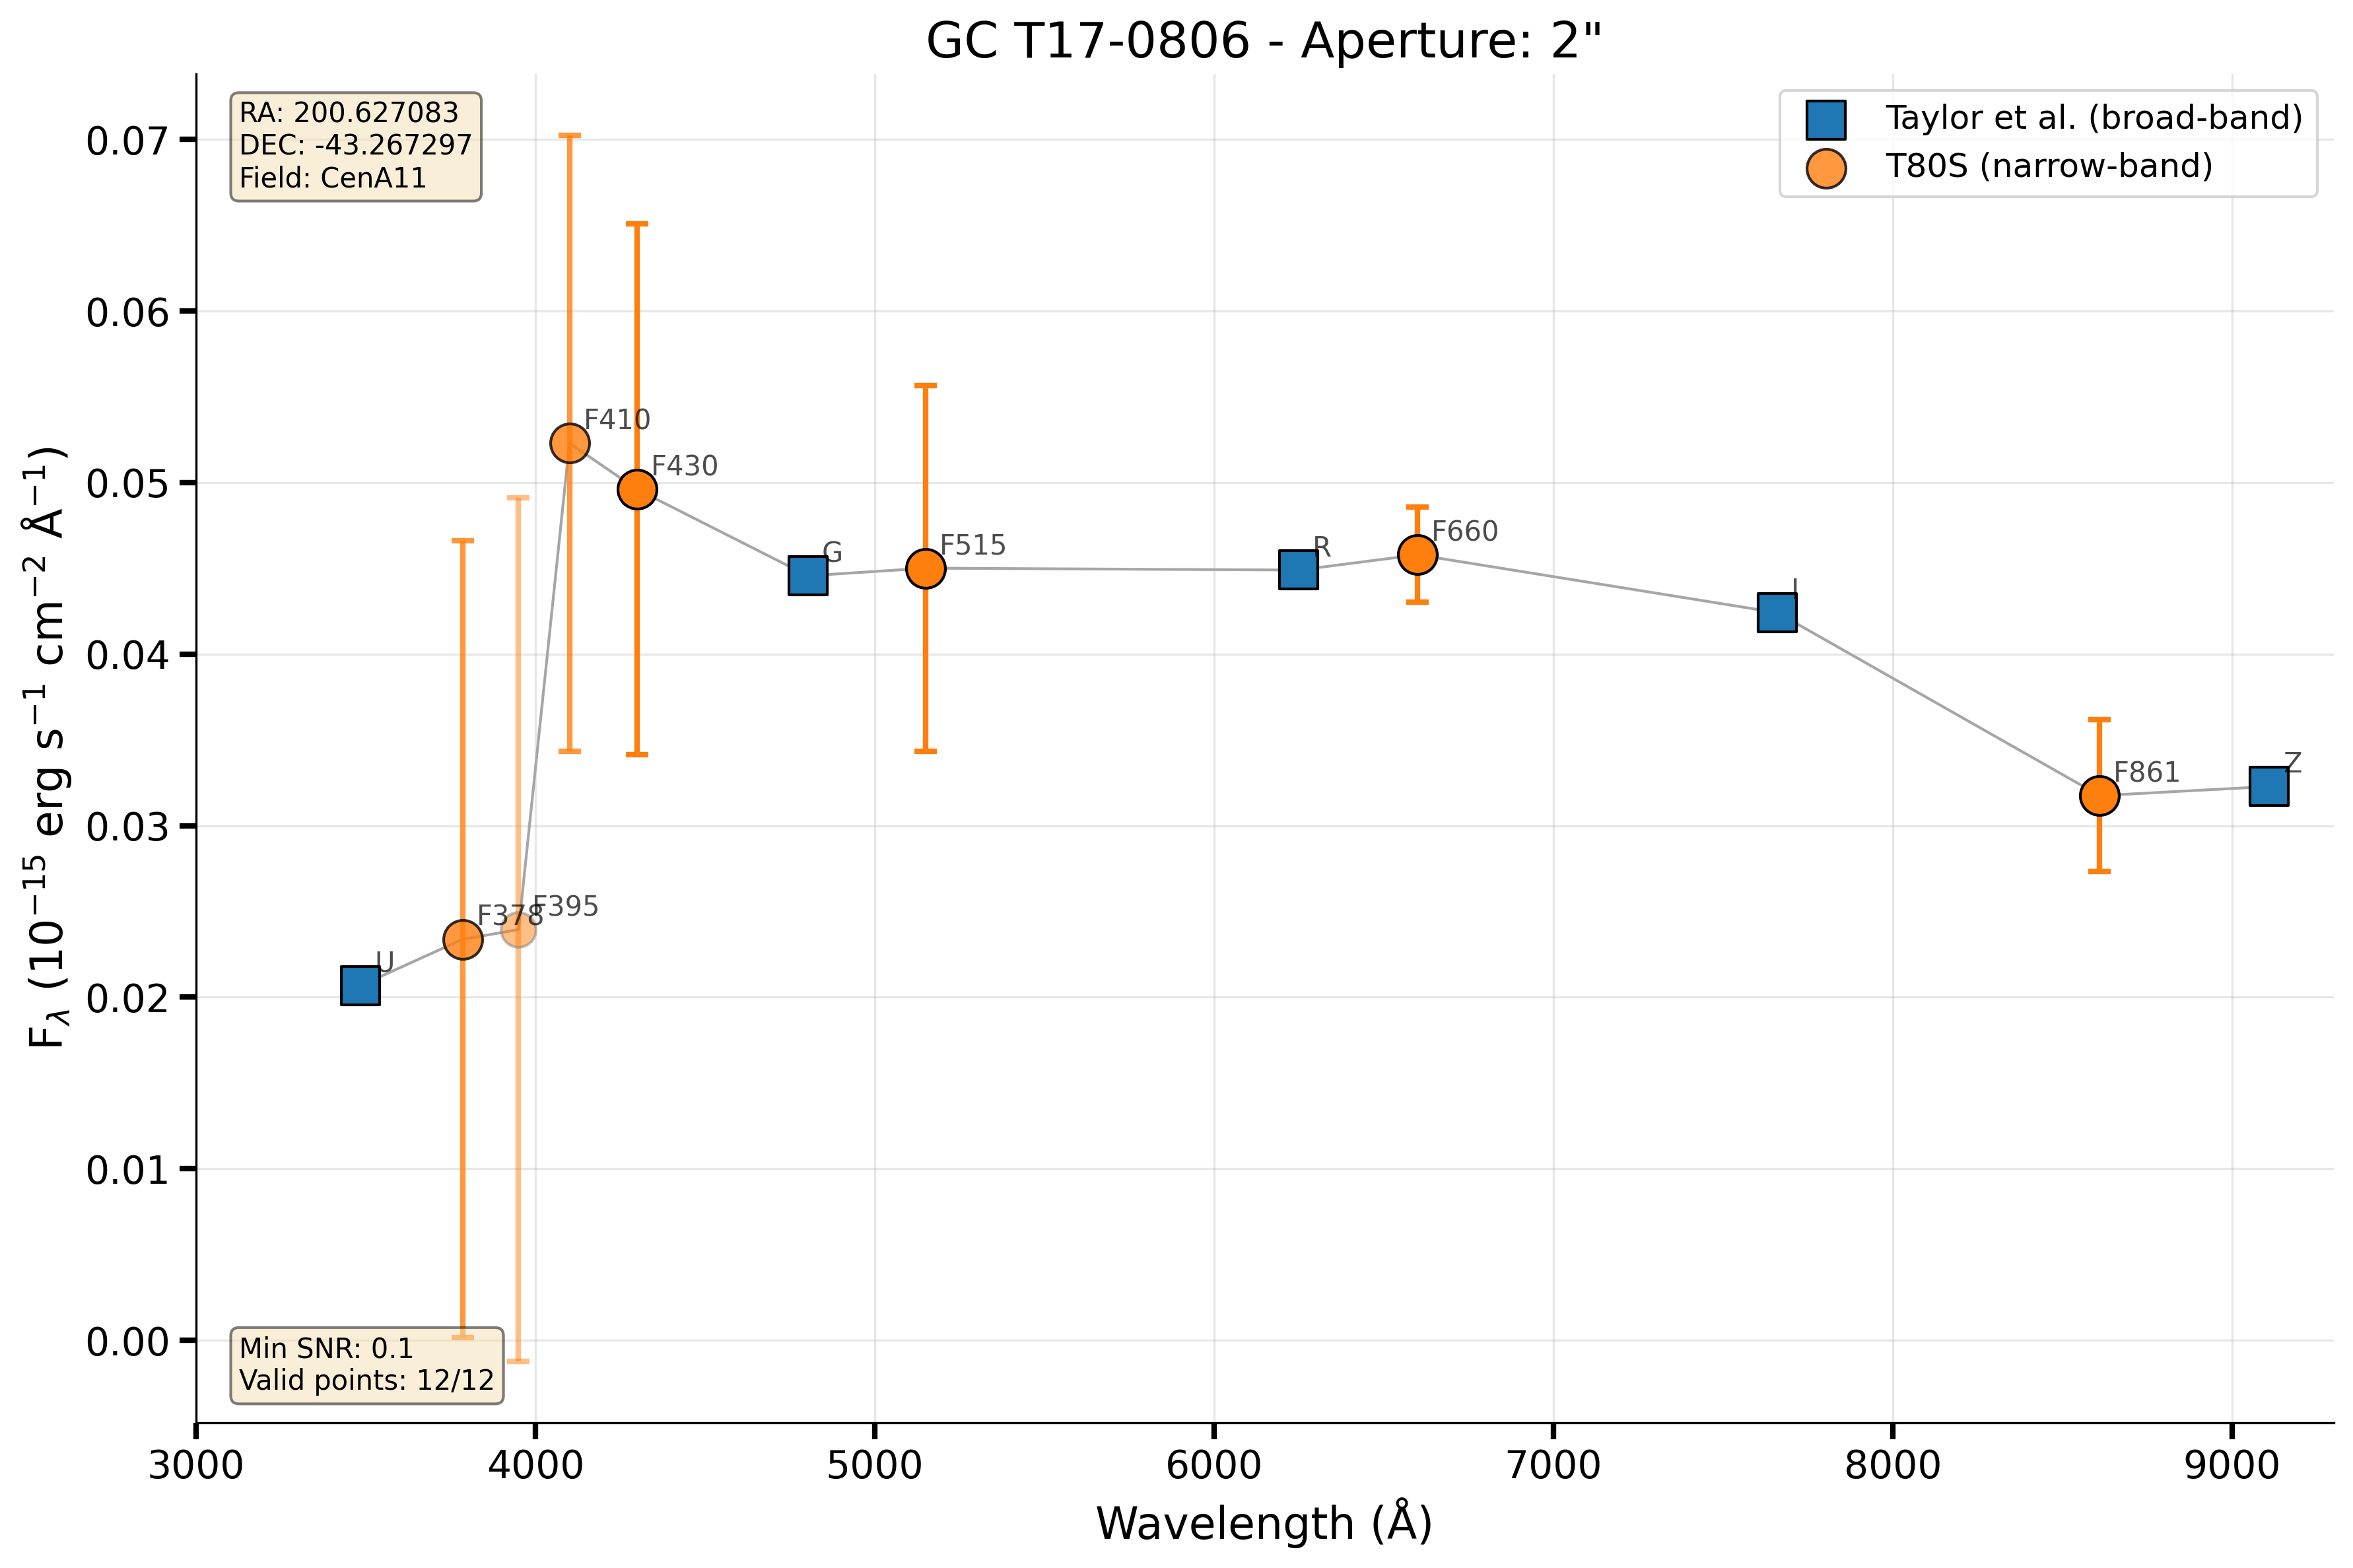 GC T17-0806 - Aperture: 2"
RA: 200.627083
DEC: -43.267297
Field: CenA11
Taylor et al. (broad-band)
T80S (narrow-band)
0.07
0.06
0.05
0.04
0.03
0.02
0.01
0.00
F$_{λ}$ (10$^{−15}$ erg s$^{−1}$ cm$^{−2}$ Å$^{−1}$)
U
F378
F395
F410
F430
G
F515
R
F660
I
F861
Z
Min SNR: 0.1
Valid points: 12/12
3000 4000 5000 6000 7000 8000 9000
Wavelength (Å)